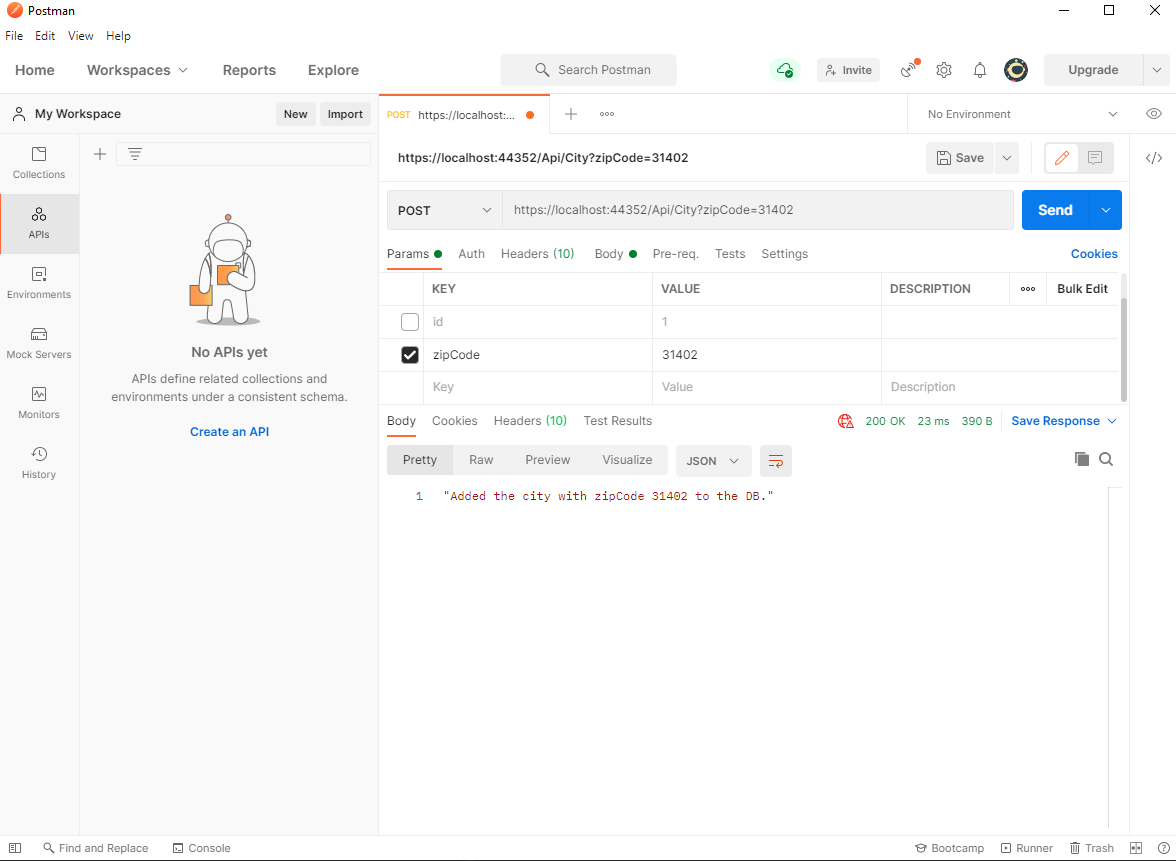 Postman
File Edit View Help
Home Workspaces Reports Explore Search Postman Invite Upgrade
My Workspace New Import
POST https://localhost:... No Environment
Collections
APIs
Environments
Mock Servers
Monitors
History
No APIs yet
APIs define related collections and
environments under a consistent schema.
Create an API
https://localhost:44352/Api/City?zipCode=31402 Save
POST https://localhost:44352/Api/City?zipCode=31402 Send
Params Auth Headers (10) Body Pre-req. Tests Settings Cookies
KEY VALUE DESCRIPTION Bulk Edit
id 1
zipCode 31402
Key Value Description
Body Cookies Headers (10) Test Results 200 OK 23 ms 390 B Save Response
Pretty Raw Preview Visualize JSON
1 "Added the city with zipCode 31402 to the DB."
Find and Replace Console Bootcamp Runner Trash